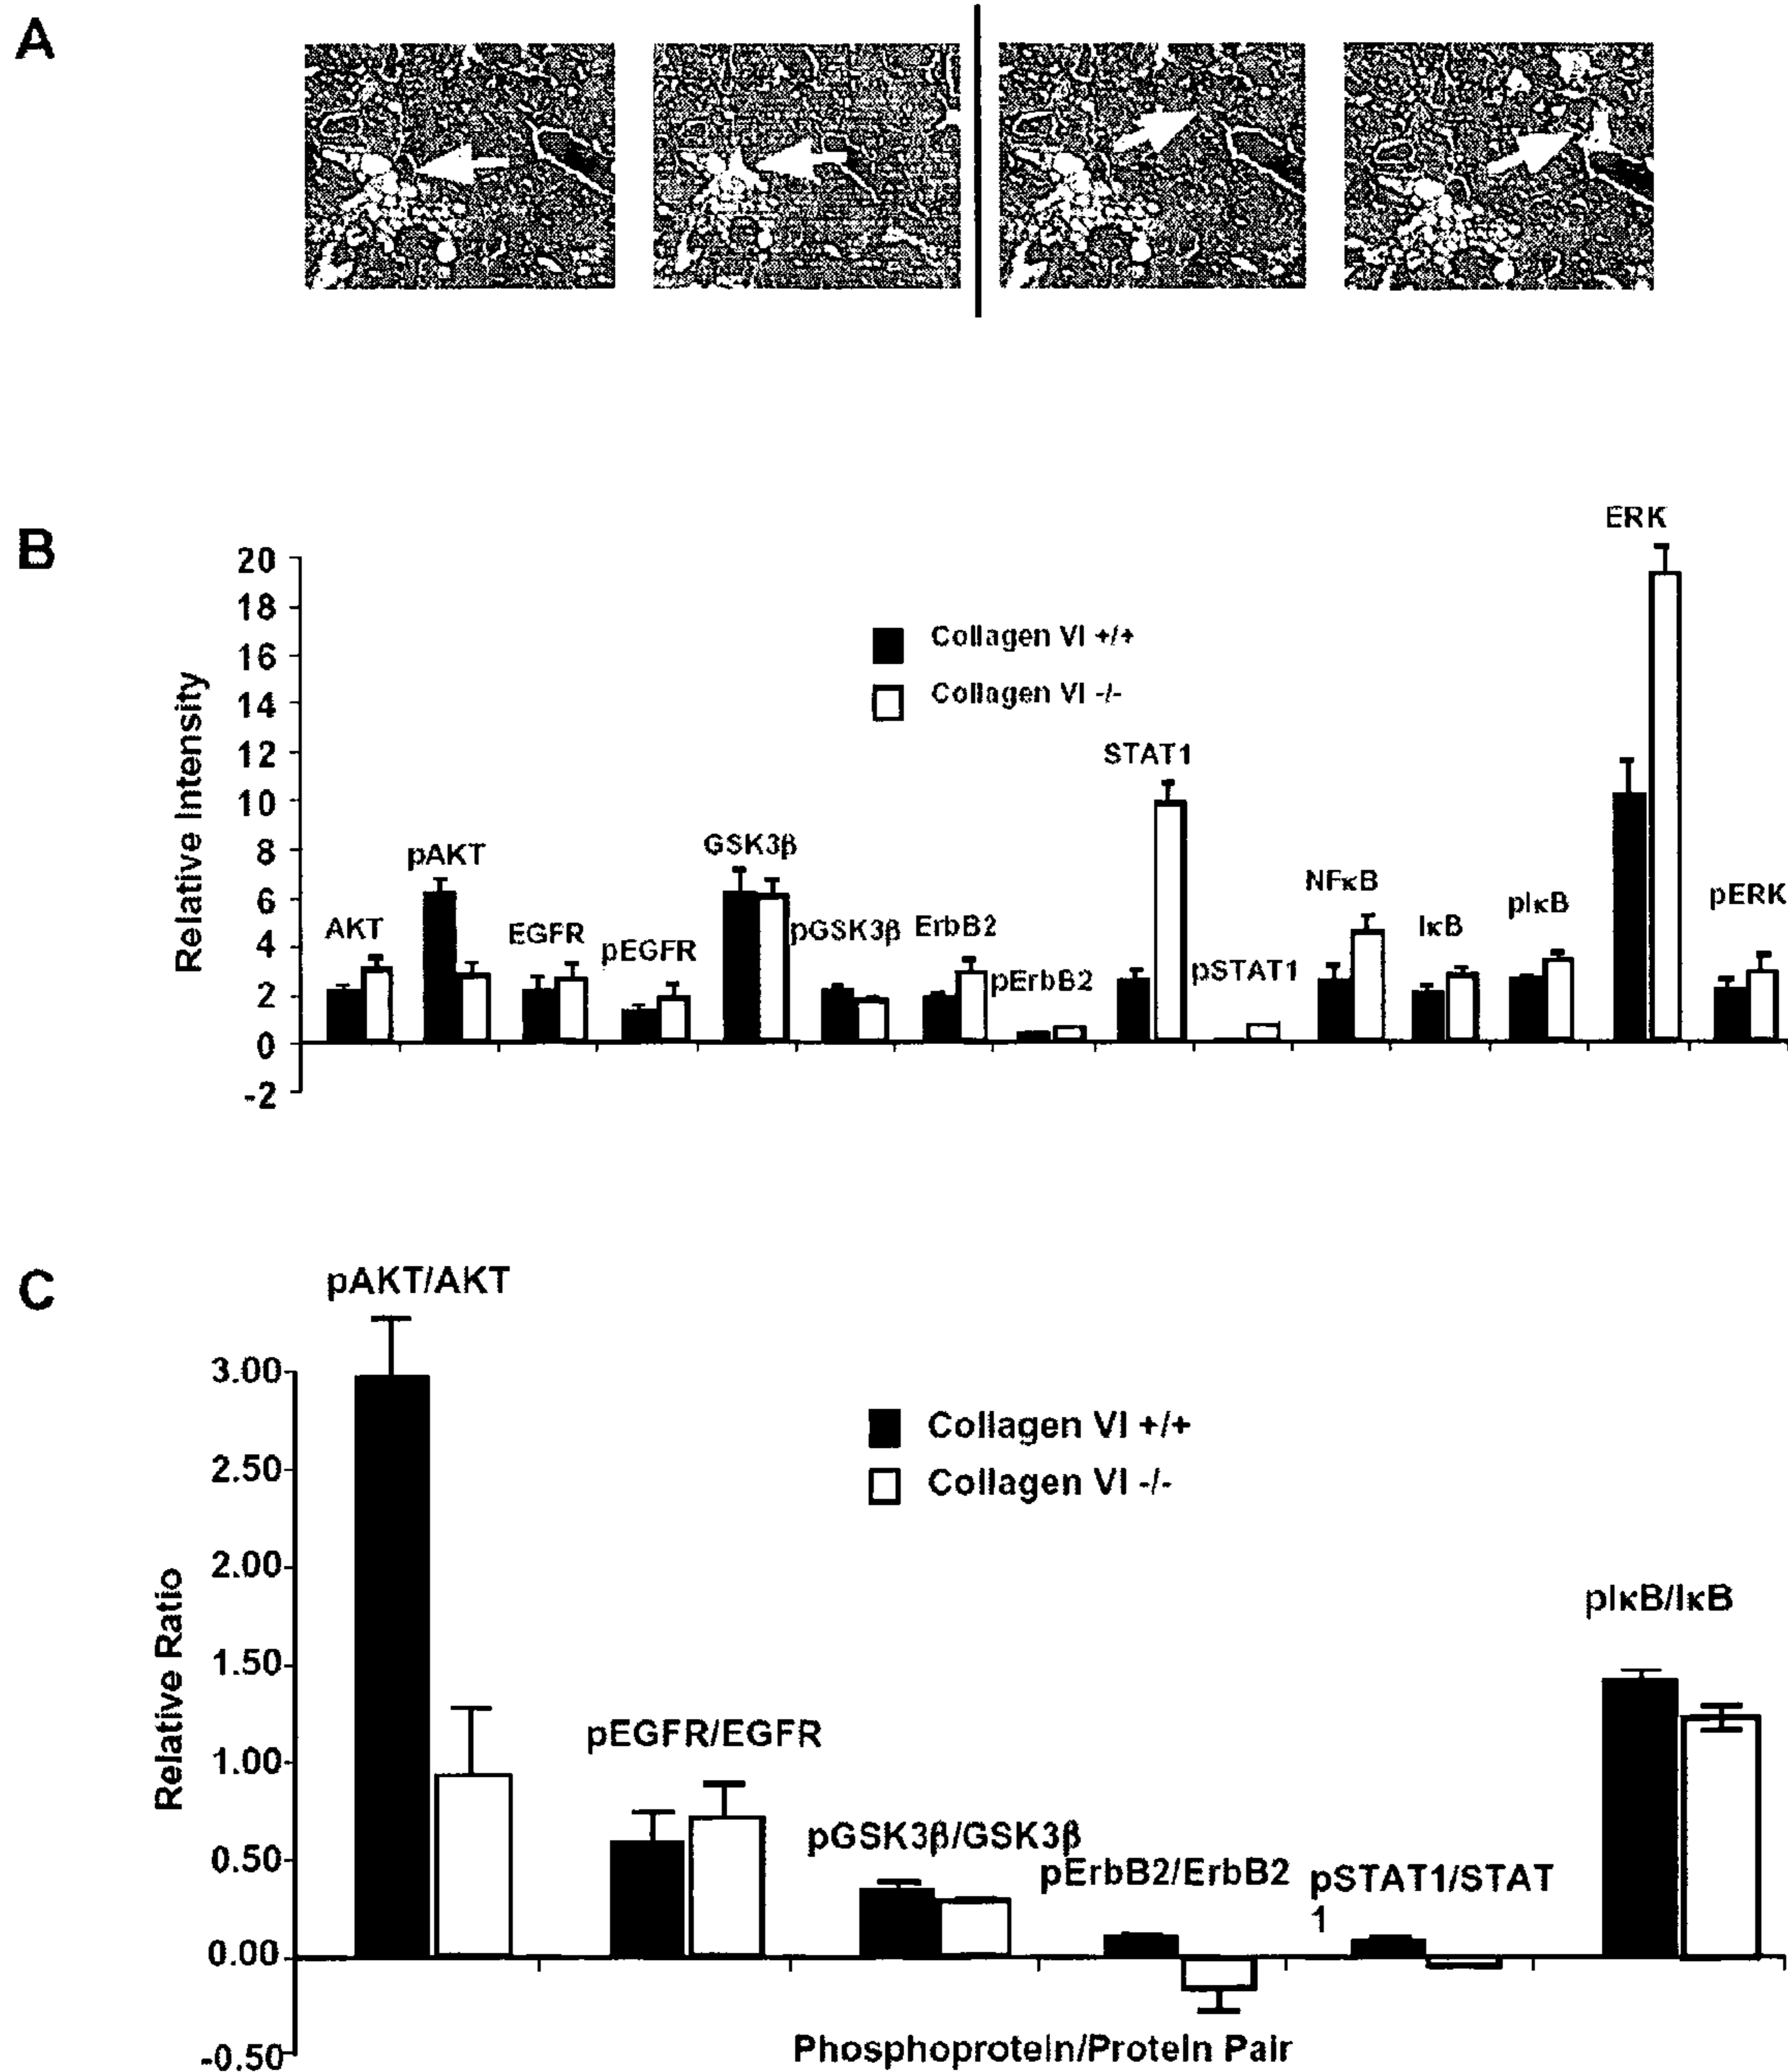 A
B
ERK
20
18
16
14
12
10
8
6
4
2
0
-2
Relative Intensity
Collagen VI +/+
Collagen VI -/-
STAT1
pAKT
GSK3β
NFκB
pIκB
pERK
AKT
EGFR
pEGFR
pGSK3β
ErbB2
pErbB2
pSTAT1
IκB
C
pAKT/AKT
3.00
2.50
2.00
1.50
1.00
0.50
0.00
-0.50
Relative Ratio
Collagen VI +/+
Collagen VI -/-
pIκB/IκB
pEGFR/EGFR
pGSK3β/GSK3β
pErbB2/ErbB2
pSTAT1/STAT
1
Phosphoprotein/Protein Pair